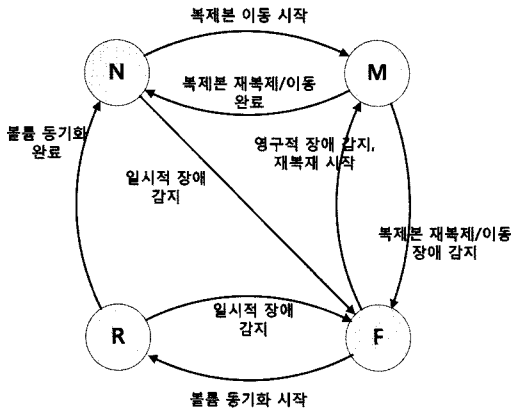 복제본 이동 시작
N
M
복제본 재복제/이동
완료
볼륨 동기화
완료
영구적 장애 감지,
재복재 시작
일시적 장애
감지
복제본 재복제/이동
장애 감지
R
일시적 장애
감지
F
볼륨 동기화 시작